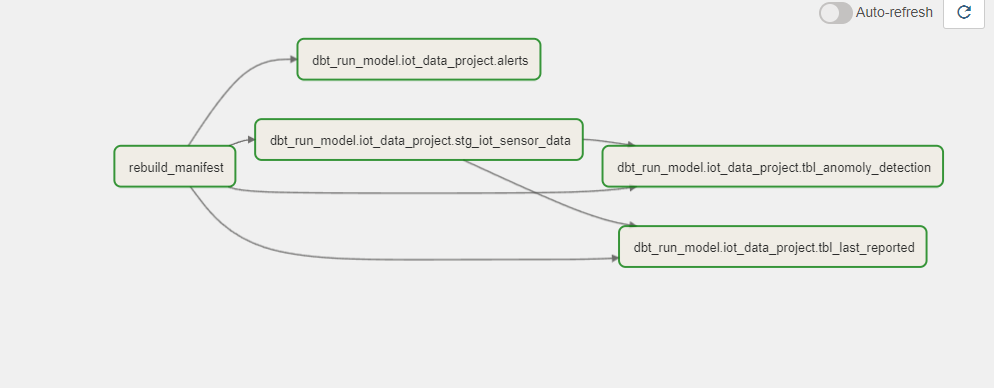 Auto-refresh
dbt_run_model.iot_data_project.alerts
dbt_run_model.iot_data_project.stg_iot_sensor_data
rebuild_manifest
dbt_run_model.iot_data_project.tbl_anomoly_detection
dbt_run_model.iot_data_project.tbl_last_reported